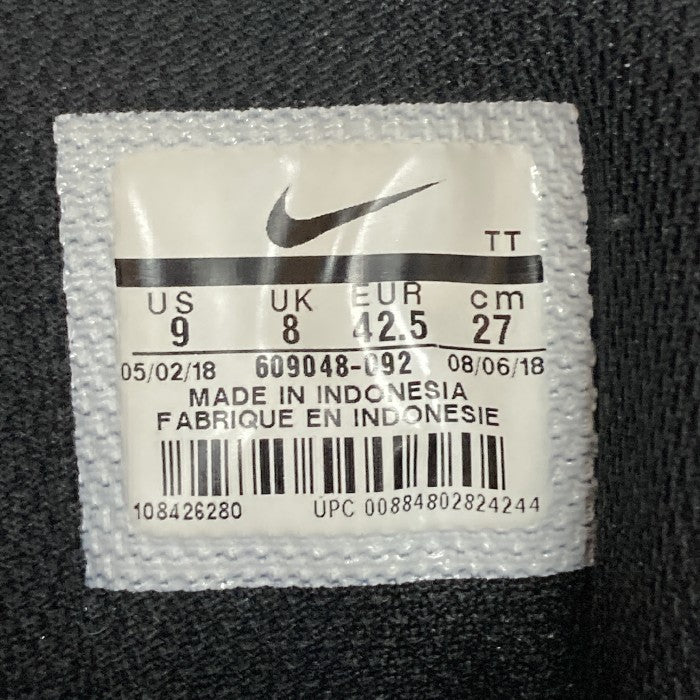 TT
US UK EUR cm
9 8 42.5 27
05/02/18 609048-092 08/06/18
MADE IN INDONESIA
FABRIQUE EN INDONESIE
108426280 UPC 00884802824244